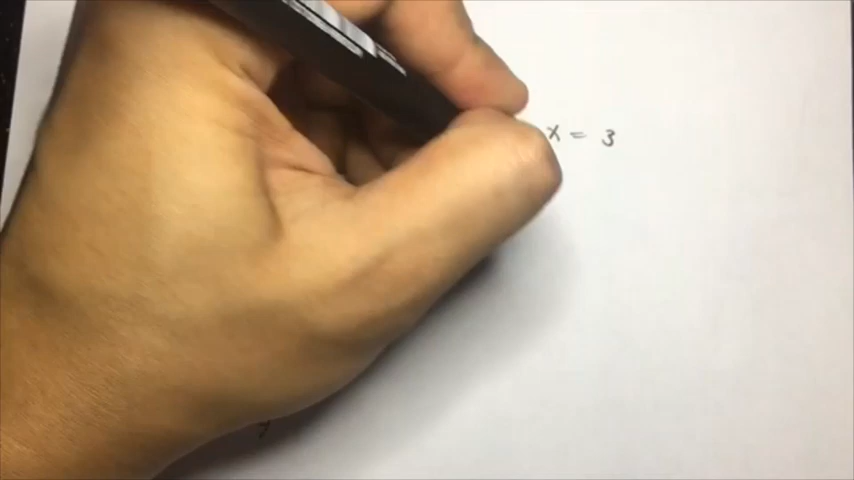 x = 3